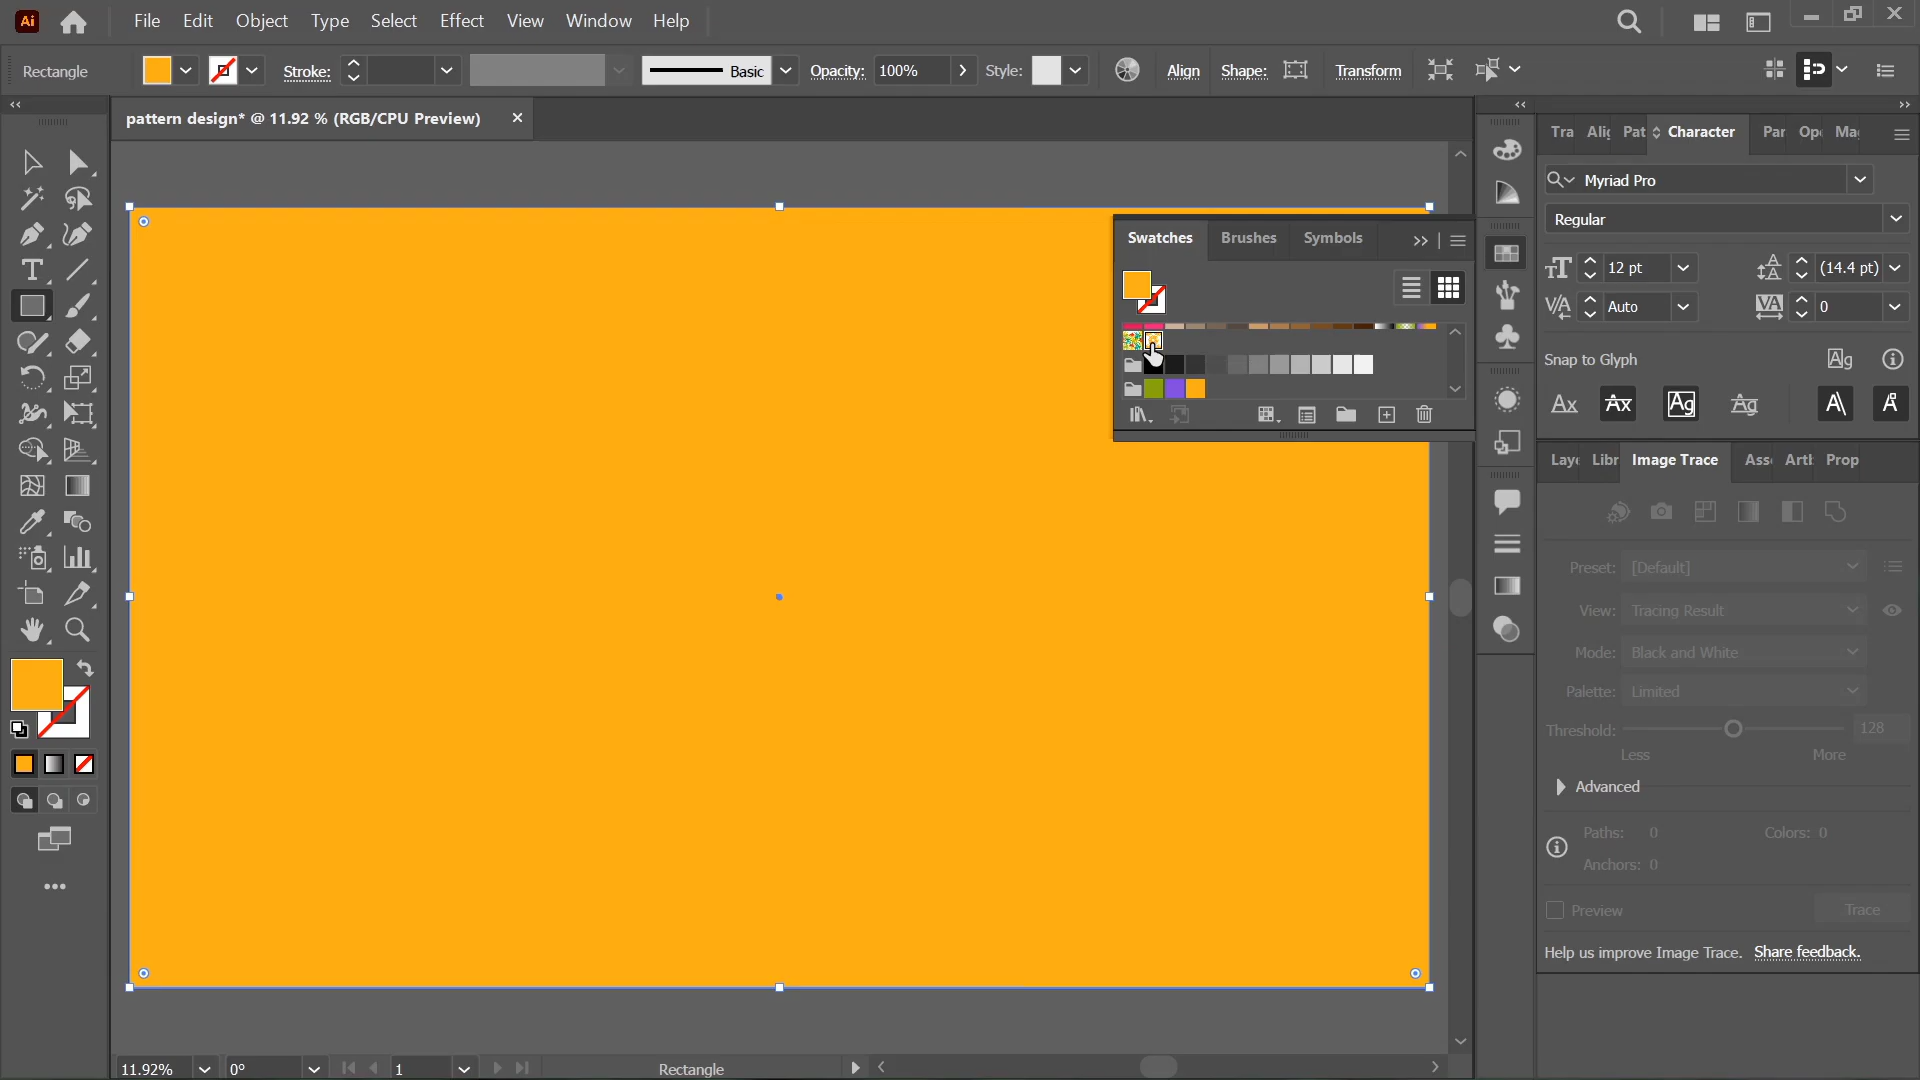 Ai File Edit Object Type Select Effect View Window Help
Rectangle Stroke: Basic Opacity: 100% Style: Align Shape: Transform
pattern design* @ 11.92 % (RGB/CPU Preview)
Swatches Brushes Symbols
Tra Alig Pat Character Par Op Ma
Myriad Pro
Regular
12 pt (14.4 pt)
Auto 0
Snap to Glyph
Laye Libr Image Trace Ass Artl Prop
Preset: [Default]
View: Tracing Result
Mode: Black and White
Palette: Limited
Threshold: 128
Less More
Advanced
Paths: 0 Colors: 0
Anchors: 0
Preview Trace
Help us improve Image Trace. Share feedback.
11.92% 0° 1 Rectangle